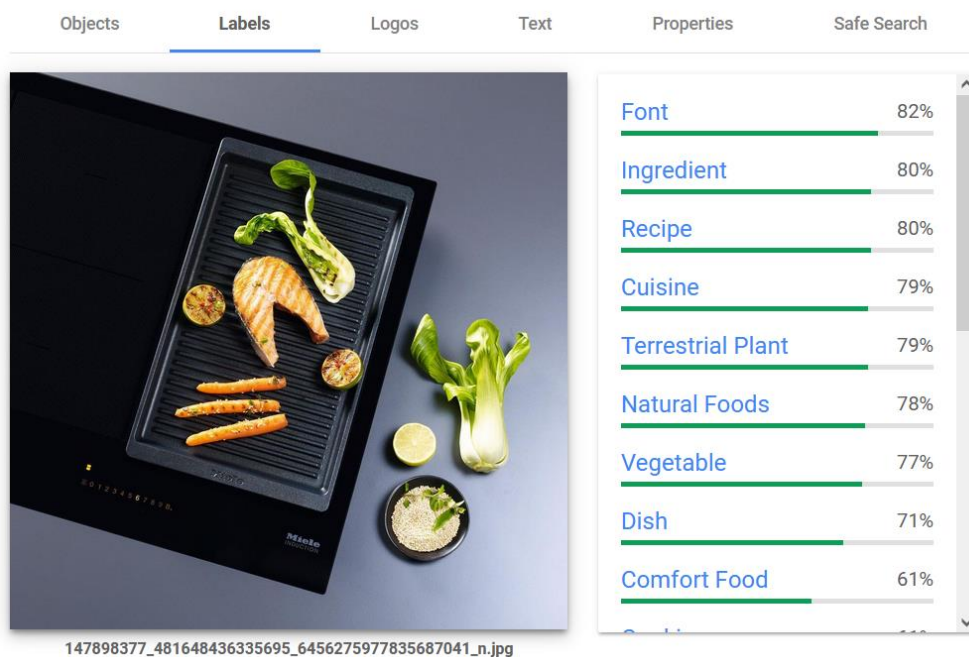 Objects Labels Logos Text Properties Safe Search
Font 82%
Ingredient 80%
Recipe 80%
Cuisine 79%
Terrestrial Plant 79%
Natural Foods 78%
Vegetable 77%
Dish 71%
Comfort Food 61%
Miele
INDUCTION
147898377_481648436335695_6456275977835687041_n.jpg